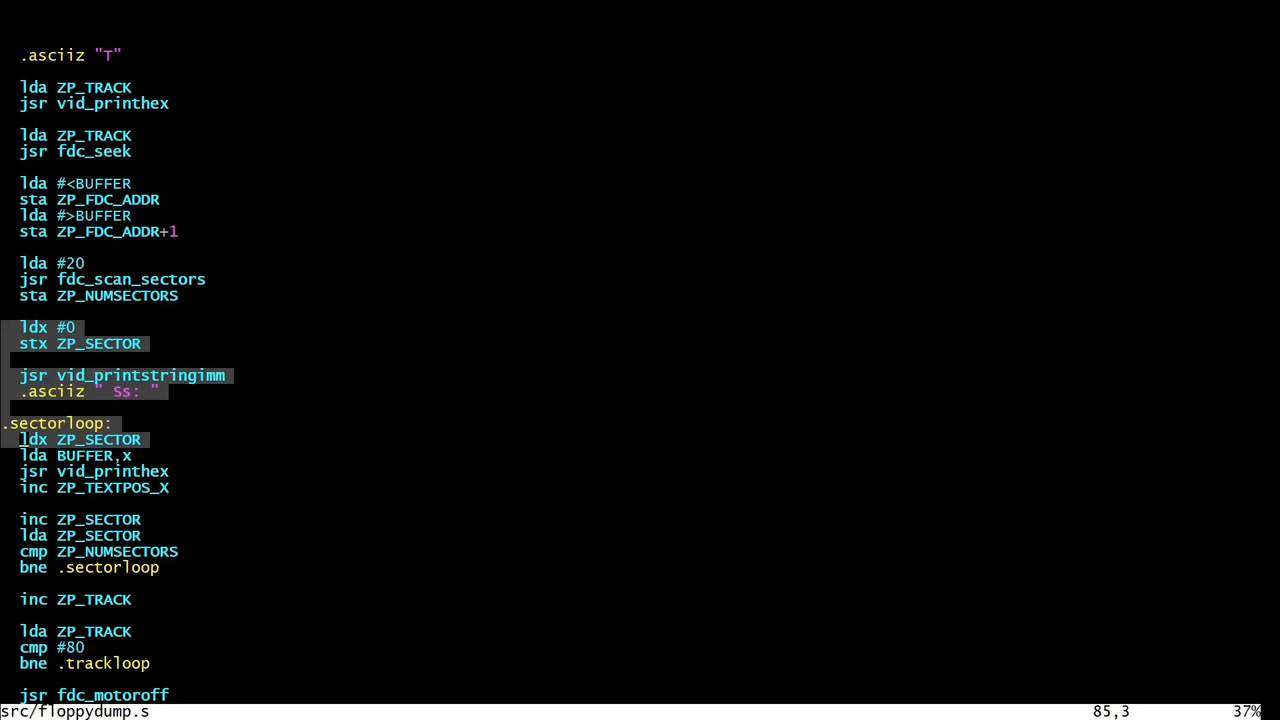 .asciiz "T"
lda ZP_TRACK
jsr vid_printhex
lda ZP_TRACK
jsr fdc_seek
lda #<BUFFER
sta ZP_FDC_ADDR
lda #>BUFFER
sta ZP_FDC_ADDR+1
lda #20
jsr fdc_scan_sectors
sta ZP_NUMSECTORS
ldx #0
stx ZP_SECTOR
jsr vid_printstringimm
.asciiz " Ss: "
.sectorloop:
ldx ZP_SECTOR
lda BUFFER,x
jsr vid_printhex
inc ZP_TEXTPOS_X
inc ZP_SECTOR
lda ZP_SECTOR
cmp ZP_NUMSECTORS
bne .sectorloop
inc ZP_TRACK
lda ZP_TRACK
cmp #80
bne .trackloop
jsr fdc_motoroff
src/floppydump.s 85,3 37%